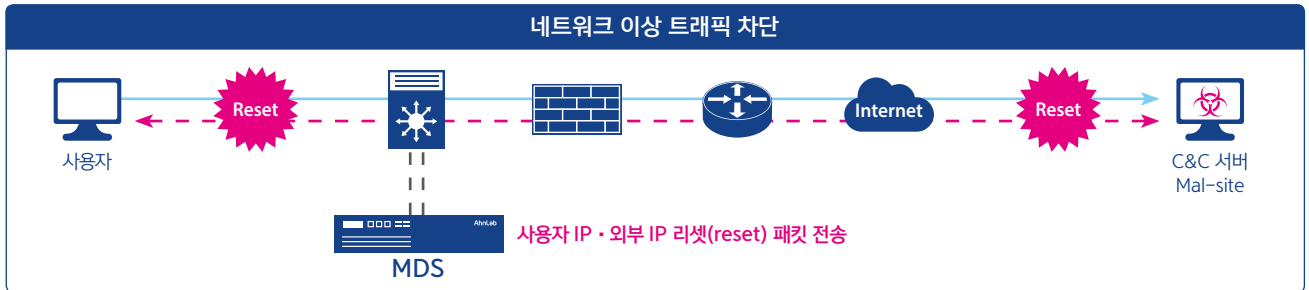 네트워크 이상 트래픽 차단
Reset
Internet
Reset
사용자
C&C 서버
Mal-site
AhnLab
사용자 IP · 외부 IP 리셋(reset) 패킷 전송
MDS